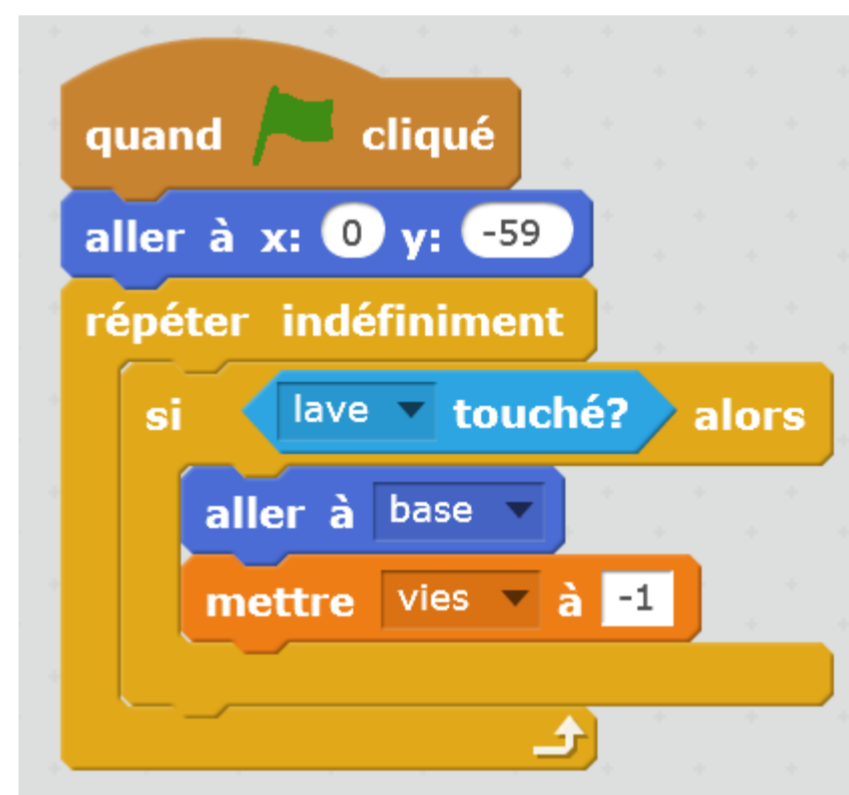 quand cliqué
aller à x: 0 y: -59
répéter indéfiniment
si lave touché? alors
aller à base
mettre vies à -1